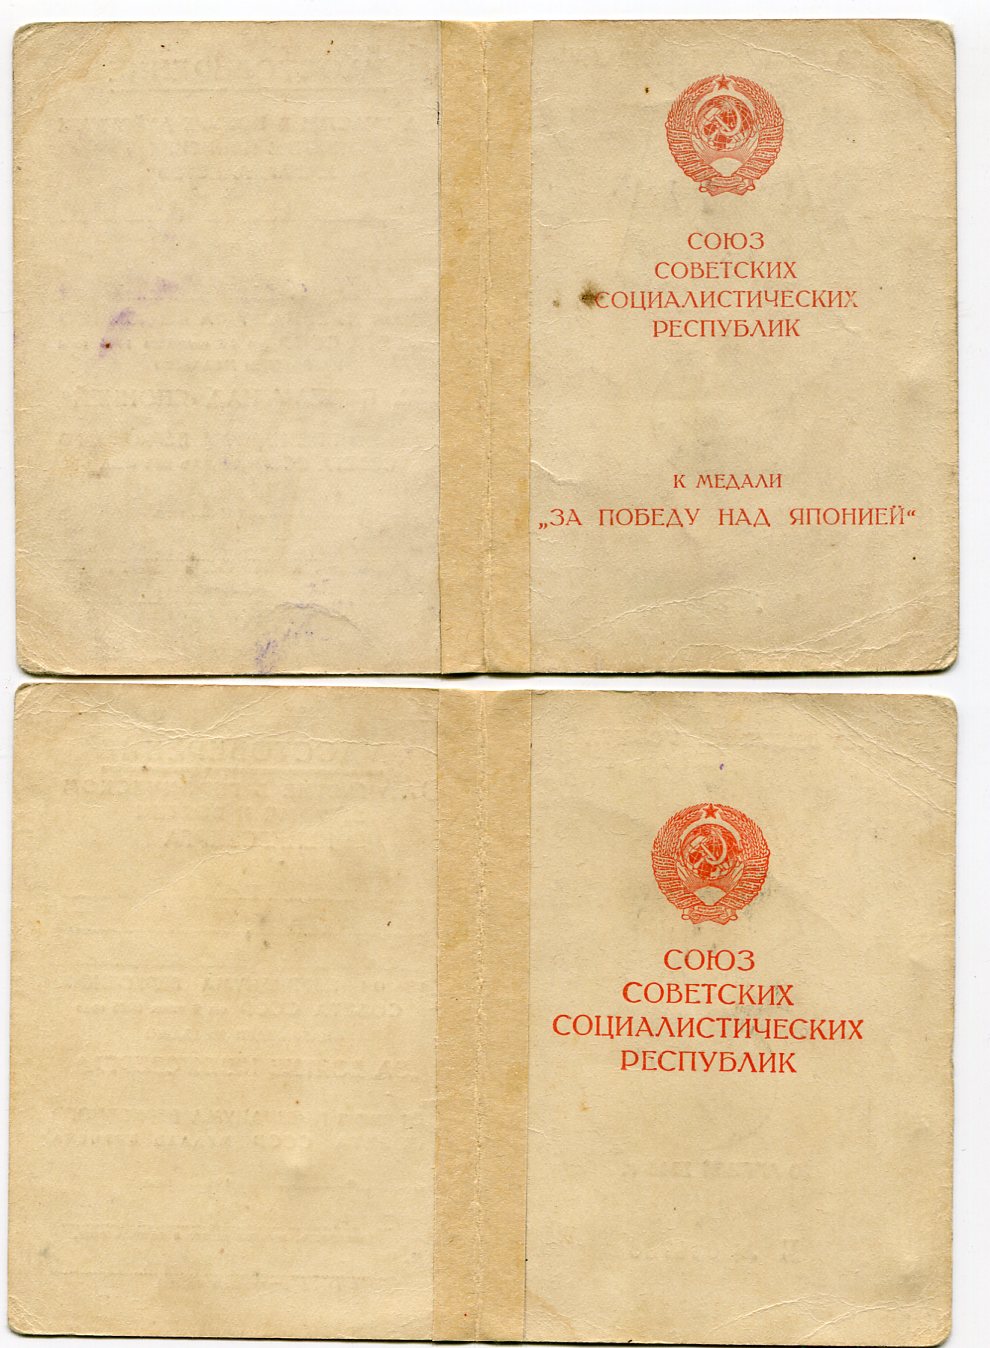 СОЮЗ
СОВЕТСКИХ
СОЦИАЛИСТИЧЕСКИХ
РЕСПУБЛИК
К МЕДАЛИ
„ЗА ПОБЕДУ НАД ЯПОНИЕЙ“
СОЮЗ
СОВЕТСКИХ
СОЦИАЛИСТИЧЕСКИХ
РЕСПУБЛИК